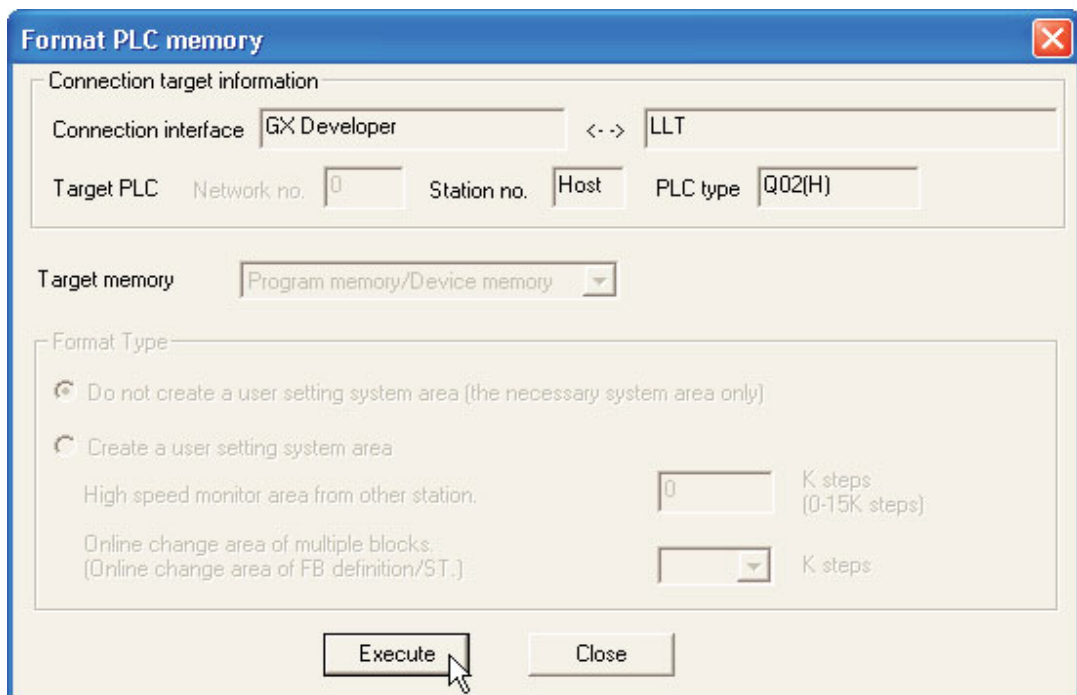 Format PLC memory
Connection target information
Connection interface GX Developer <--> LLT
Target PLC Network no. 0 Station no. Host PLC type Q02(H)
Target memory Program memory/Device memory
Format Type
Do not create a user setting system area (the necessary system area only)
Create a user setting system area
High speed monitor area from other station. 0 K steps
(0-15K steps)
Online change area of multiple blocks.
(Online change area of FB definition/ST.) K steps
Execute Close